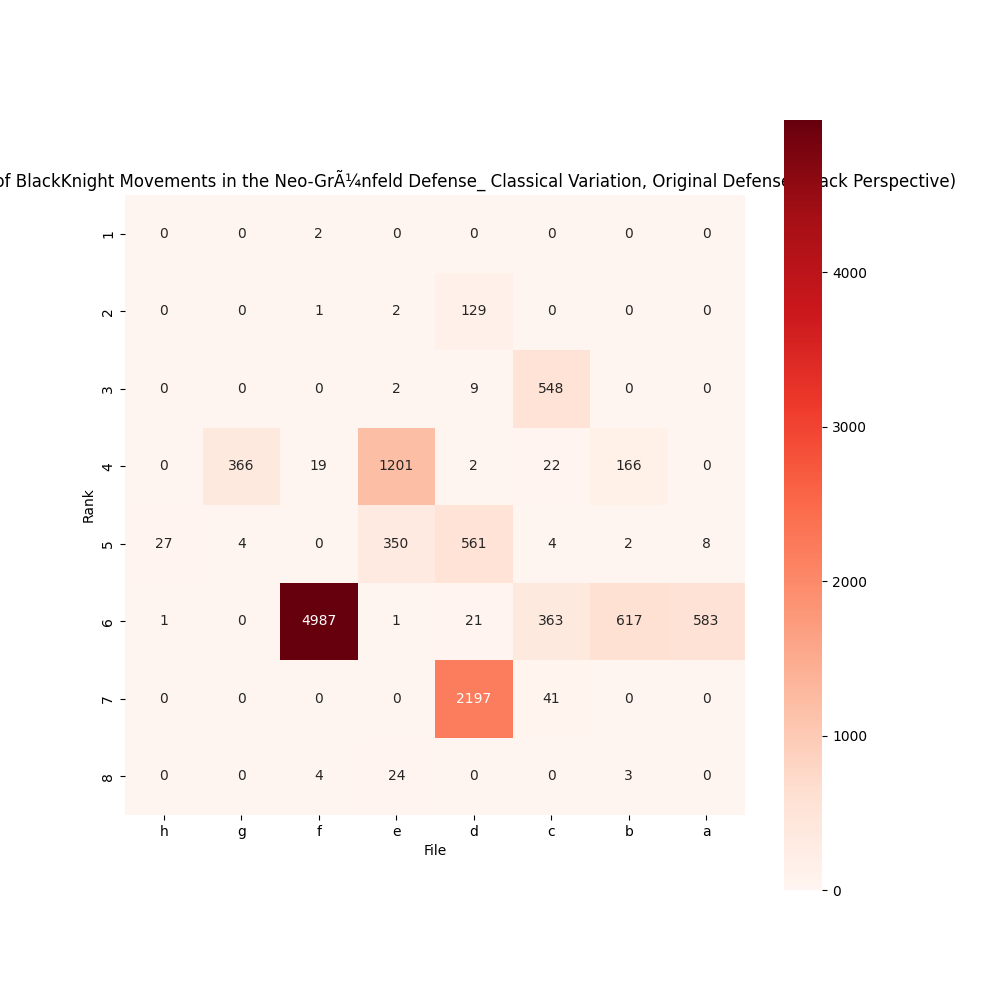 of BlackKnight Movements in the Neo-GrÃ¼nfeld Defense_ Classical Variation, Original Defense Perspective)
1 0 0 2 0 0 0 0 0
2 0 0 1 2 129 0 0 0
3 0 0 0 2 9 548 0 0
4 0 366 19 1201 2 22 166 0
5 27 4 0 350 561 4 2 8
6 1 0 4987 1 21 363 617 583
7 0 0 0 0 2197 41 0 0
8 0 0 4 24 0 0 3 0
h g f e d c b a
File
Rank
4000
3000
2000
1000
0